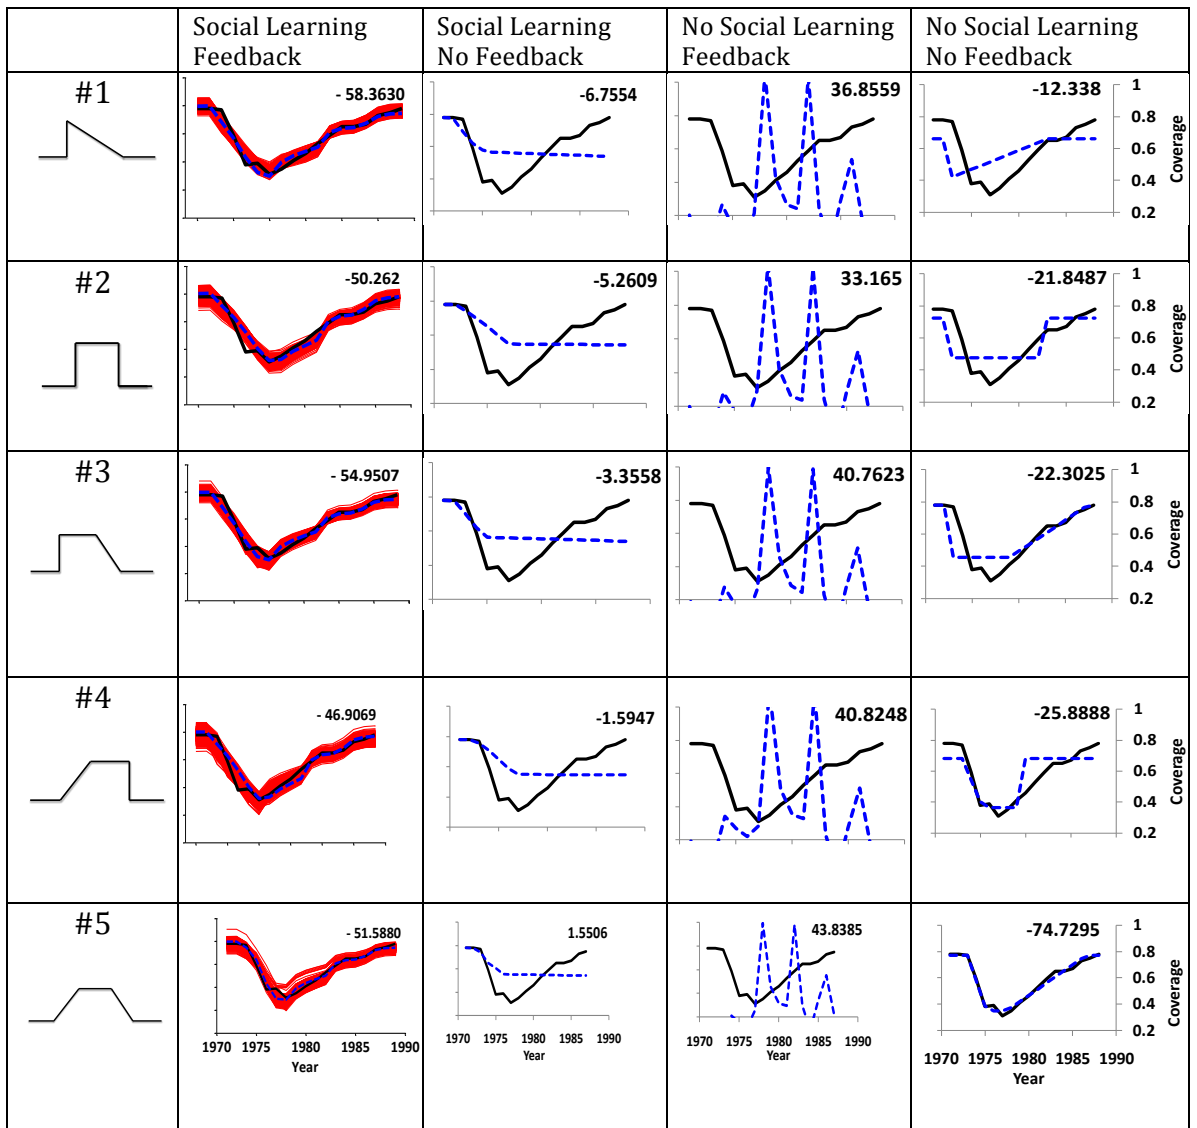 Social Learning
Feedback
Social Learning
No Feedback
No Social Learning
Feedback
No Social Learning
No Feedback
#1
- 58.3630
-6.7554
36.8559
-12.338
1
0.8
0.6
0.4
0.2
Coverage
#2
-50.262
-5.2609
33.165
-21.8487
1
0.8
0.6
0.4
0.2
Coverage
#3
- 54.9507
-3.3558
40.7623
-22.3025
1
0.8
0.6
0.4
0.2
Coverage
#4
- 46.9069
-1.5947
40.8248
-25.8888
1
0.8
0.6
0.4
0.2
Coverage
#5
- 51.5880
1.5506
43.8385
-74.7295
1
0.8
0.6
0.4
0.2
Coverage
1970 1975 1980 1985 1990
Year
1970 1975 1980 1985 1990
Year
1970 1975 1980 1985 1990
Year
1970 1975 1980 1985 1990
Year